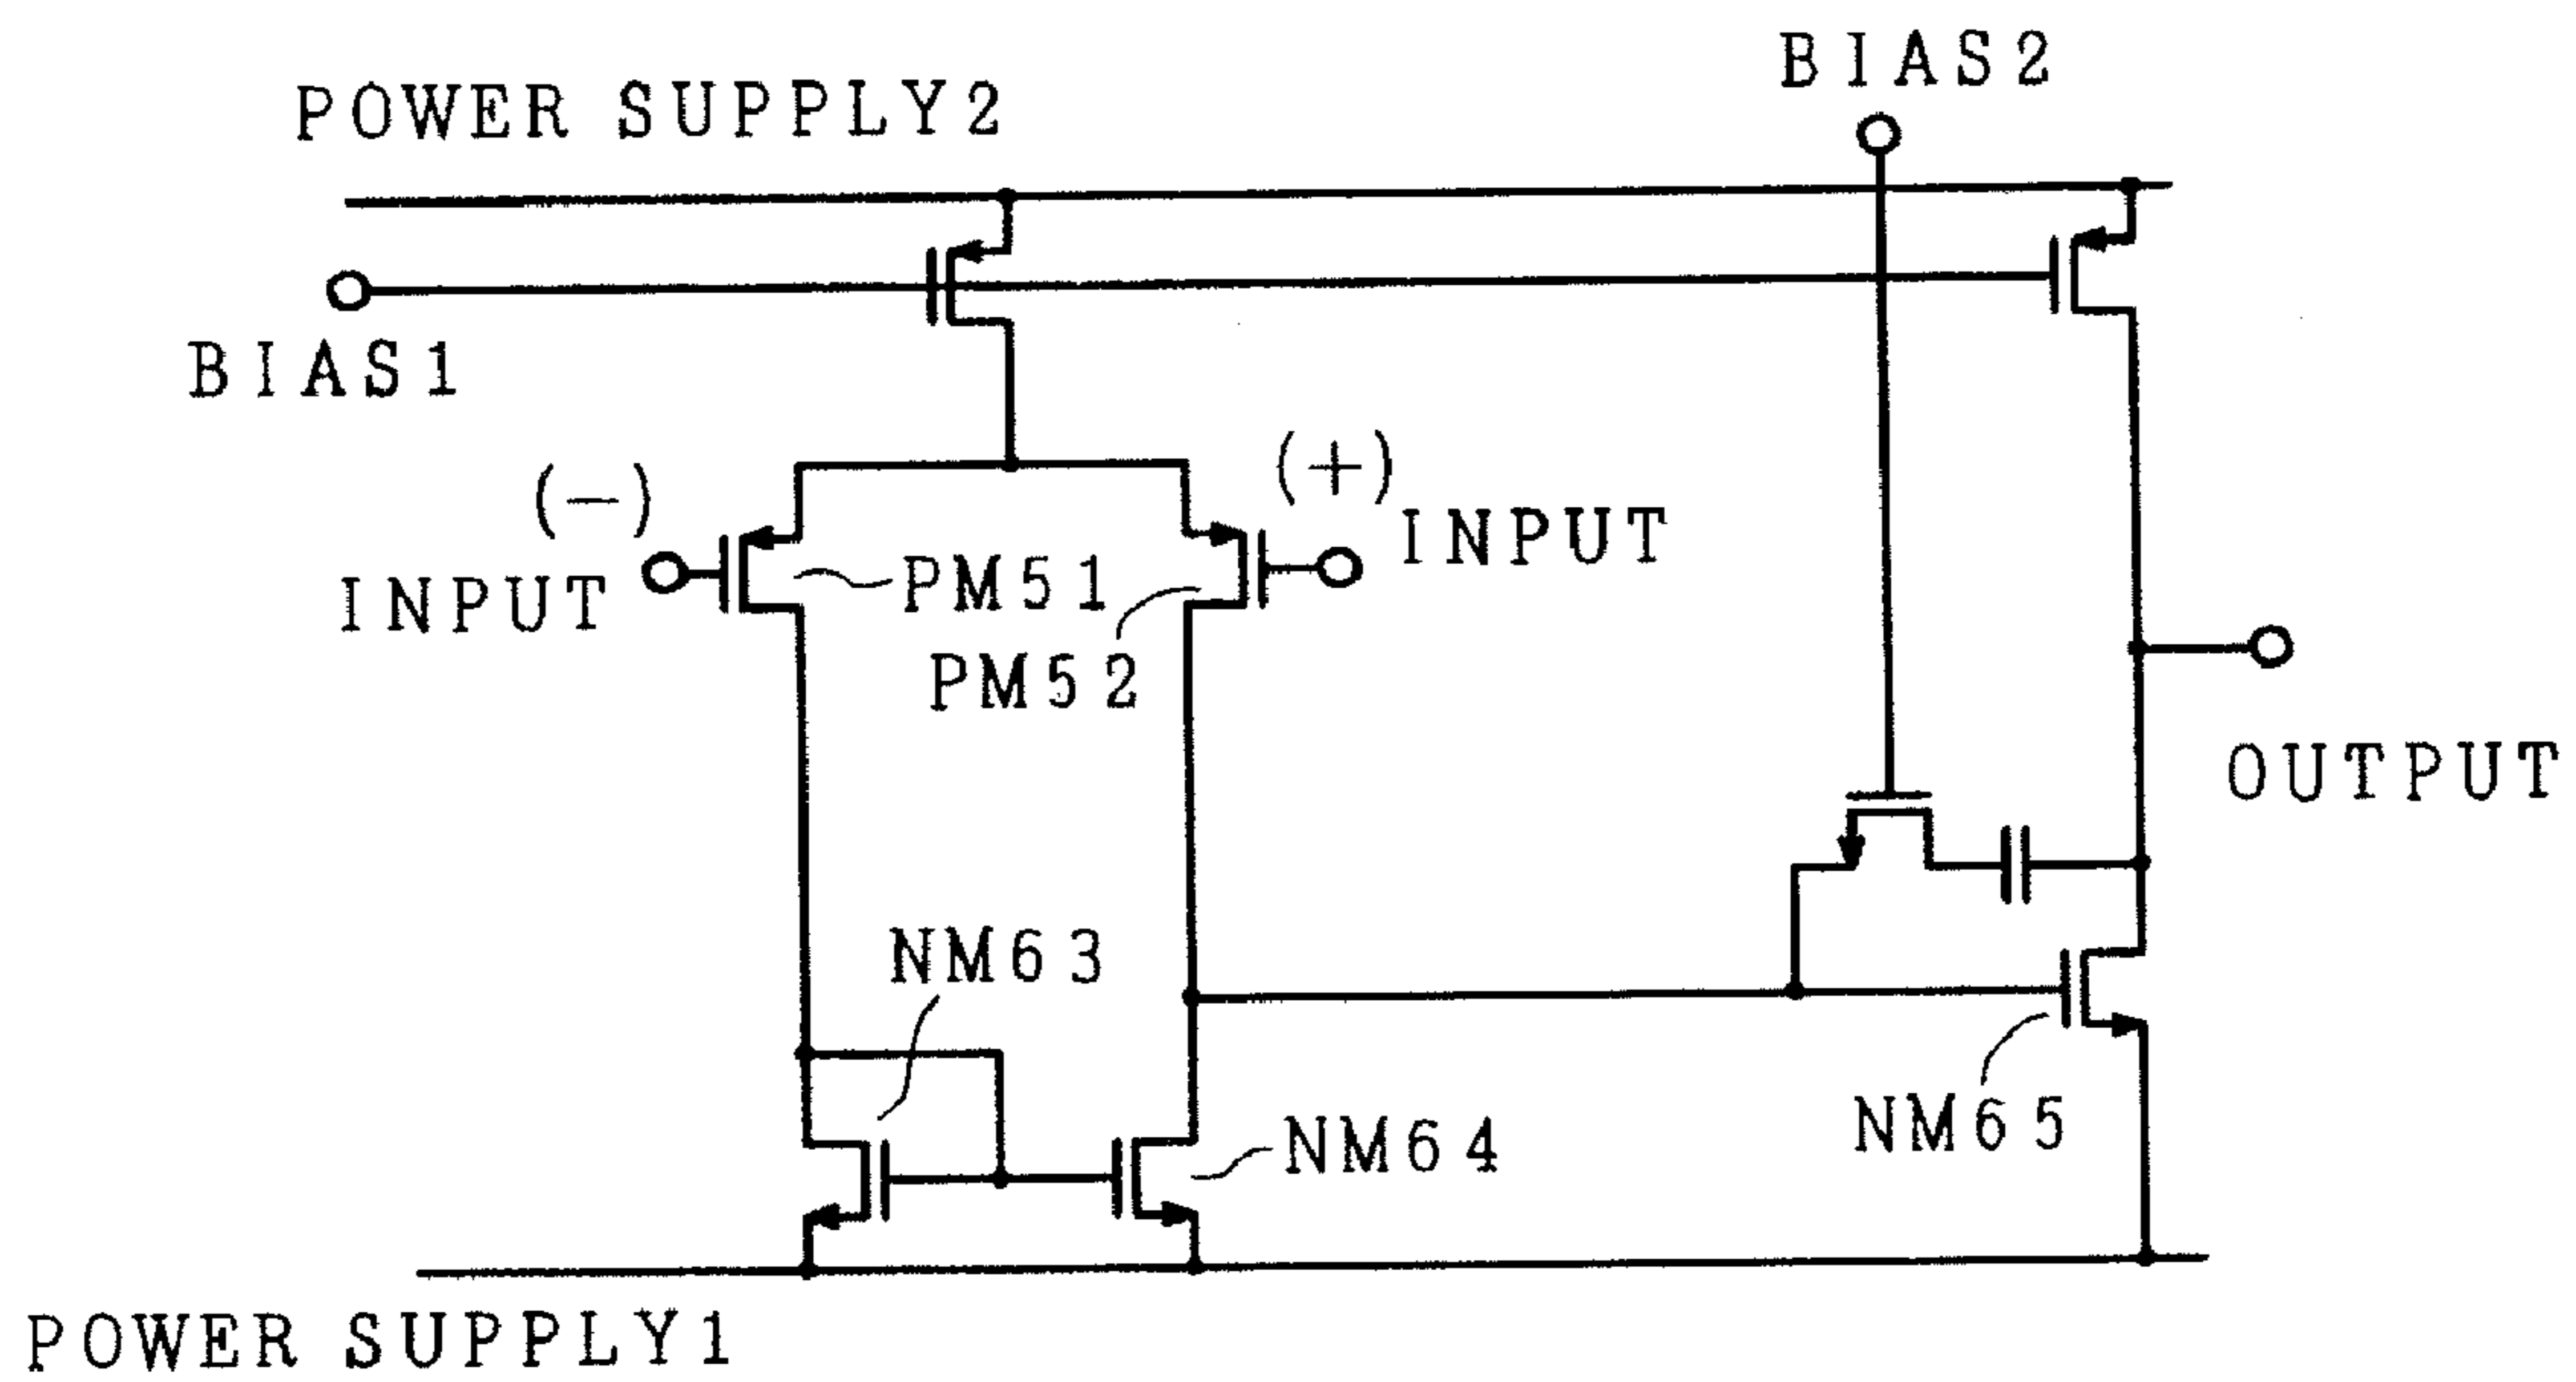 BIAS2
POWER SUPPLY2
BIAS1
(−)
(+)
INPUT
INPUT
PM51
PM52
OUTPUT
NM63
NM64
NM65
POWER SUPPLY1